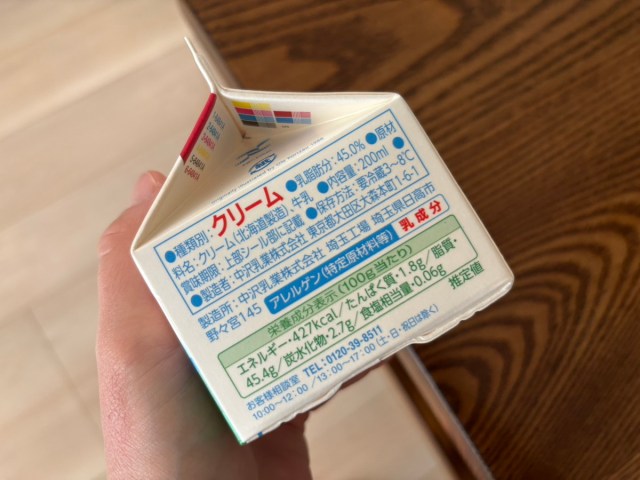 ●種類別:クリーム ●乳脂肪分:45.0% ●原材
料名:クリーム(北海道製造) 牛乳 ●内容量:200ml ●
賞味期限:上部シール部に記載 ●保存方法:要冷蔵3~8℃
●製造者:中沢乳業株式会社 東京都大田区大森本町1-6-1
製造所:中沢乳業株式会社 埼玉工場 埼玉県日高市
野々宮145 アレルゲン(特定原材料等) 乳成分
栄養成分表示(100g当たり)
エネルギー・427kcal/たんぱく質・1.8g/脂質・
45.4g/炭水化物・2.7g/食塩相当量・0.06g
推定値
お客様相談室 TEL:0120-39-8511
10:00~12:00 /13:00~17:00 (土・日・祝日は除く)